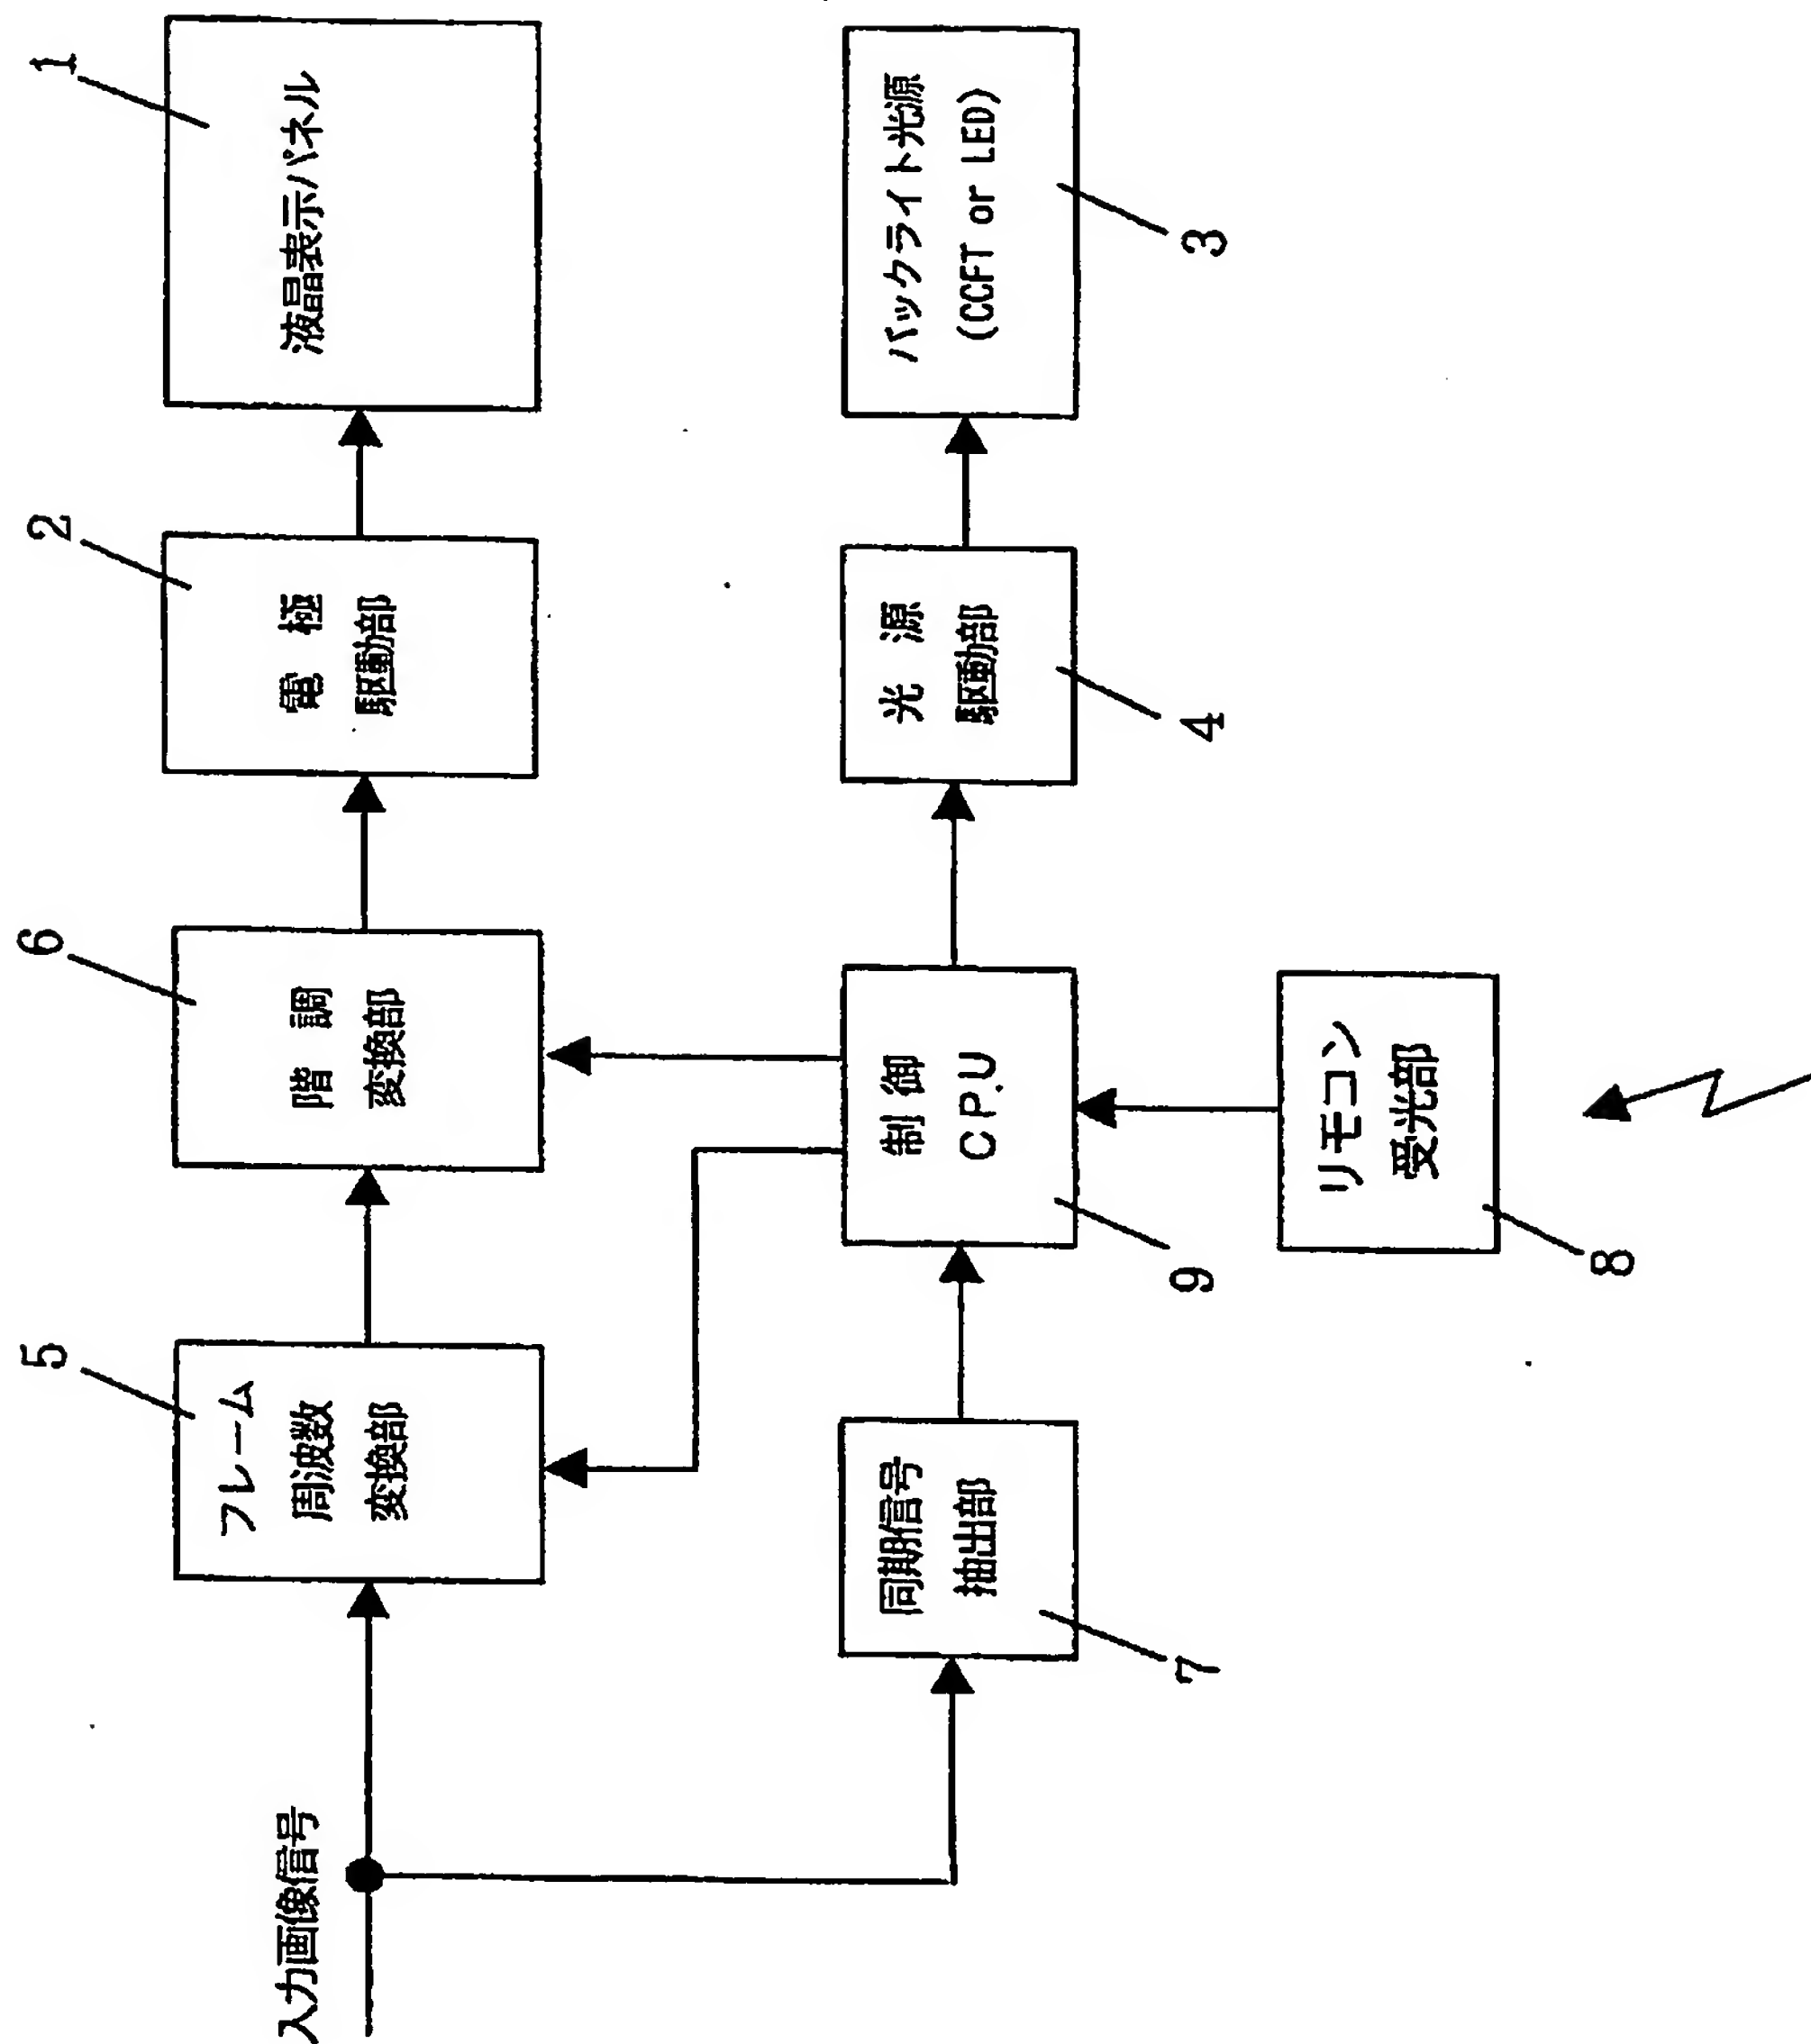 入力画像信号
5
フレーム
周波数
変換部
6
階調
変換部
2
電極
駆動部
1
液晶表示パネル
同期信号
抽出部
7
制御
CPU
9
光源
駆動部
4
バックライト光源
(CCFT or LED)
3
リモコン
受光部
8